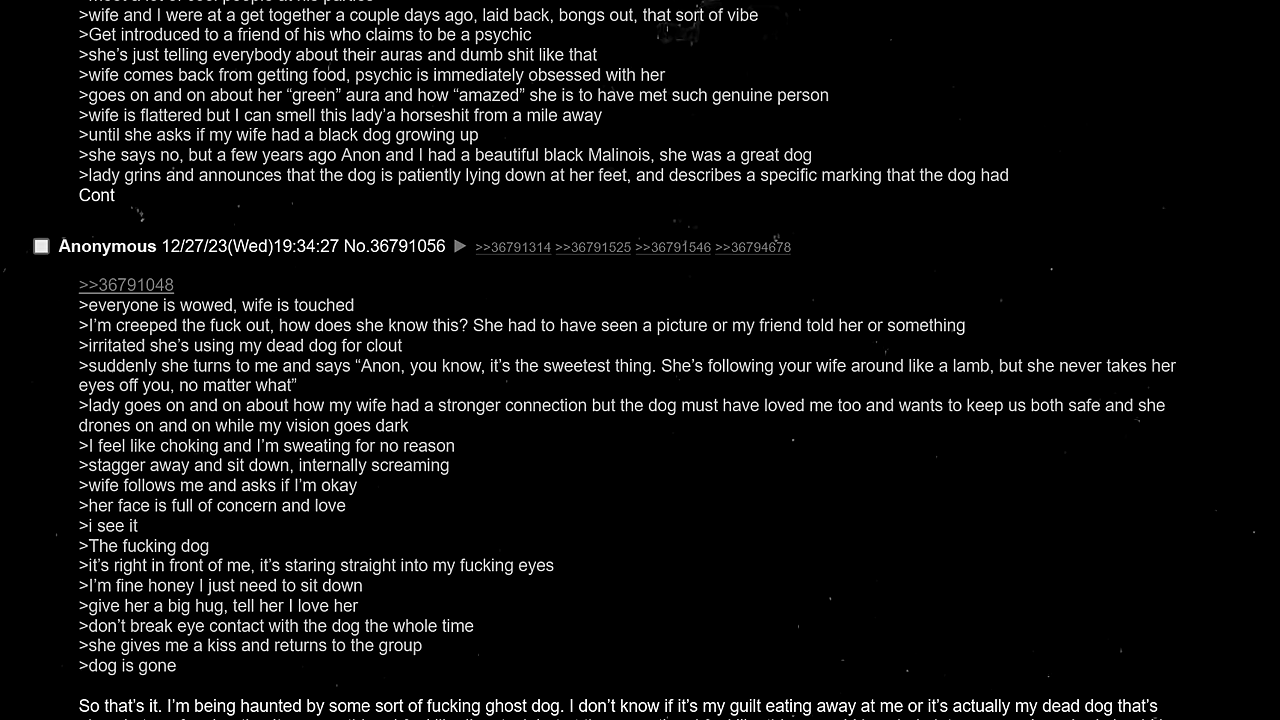 >wife and I were at a get together a couple days ago, laid back, bongs out, that sort of vibe
>Get introduced to a friend of his who claims to be a psychic
>she's just telling everybody about their auras and dumb shit like that
>wife comes back from getting food, psychic is immediately obsessed with her
>goes on and on about her “green” aura and how “amazed” she is to have met such genuine person
>wife is flattered but I can smell this lady'a horseshit from a mile away
>until she asks if my wife had a black dog growing up
>she says no, but a few years ago Anon and I had a beautiful black Malinois, she was a great dog
>lady grins and announces that the dog is patiently lying down at her feet, and describes a specific marking that the dog had
Cont
Anonymous 12/27/23(Wed)19:34:27 No.36791056 ▶ >>36791314 >>36791525 >>36791546 >>36794678
>>36791048
>everyone is wowed, wife is touched
>I'm creeped the fuck out, how does she know this? She had to have seen a picture or my friend told her or something
>irritated she's using my dead dog for clout
>suddenly she turns to me and says “Anon, you know, it's the sweetest thing. She's following your wife around like a lamb, but she never takes her
eyes off you, no matter what”
>lady goes on and on about how my wife had a stronger connection but the dog must have loved me too and wants to keep us both safe and she
drones on and on while my vision goes dark
>I feel like choking and I'm sweating for no reason
>stagger away and sit down, internally screaming
>wife follows me and asks if I'm okay
>her face is full of concern and love
>i see it
>The fucking dog
>it's right in front of me, it's staring straight into my fucking eyes
>I'm fine honey I just need to sit down
>give her a big hug, tell her I love her
>don't break eye contact with the dog the whole time
>she gives me a kiss and returns to the group
>dog is gone
So that's it. I'm being haunted by some sort of fucking ghost dog. I don't know if it's my guilt eating away at me or it's actually my dead dog that's